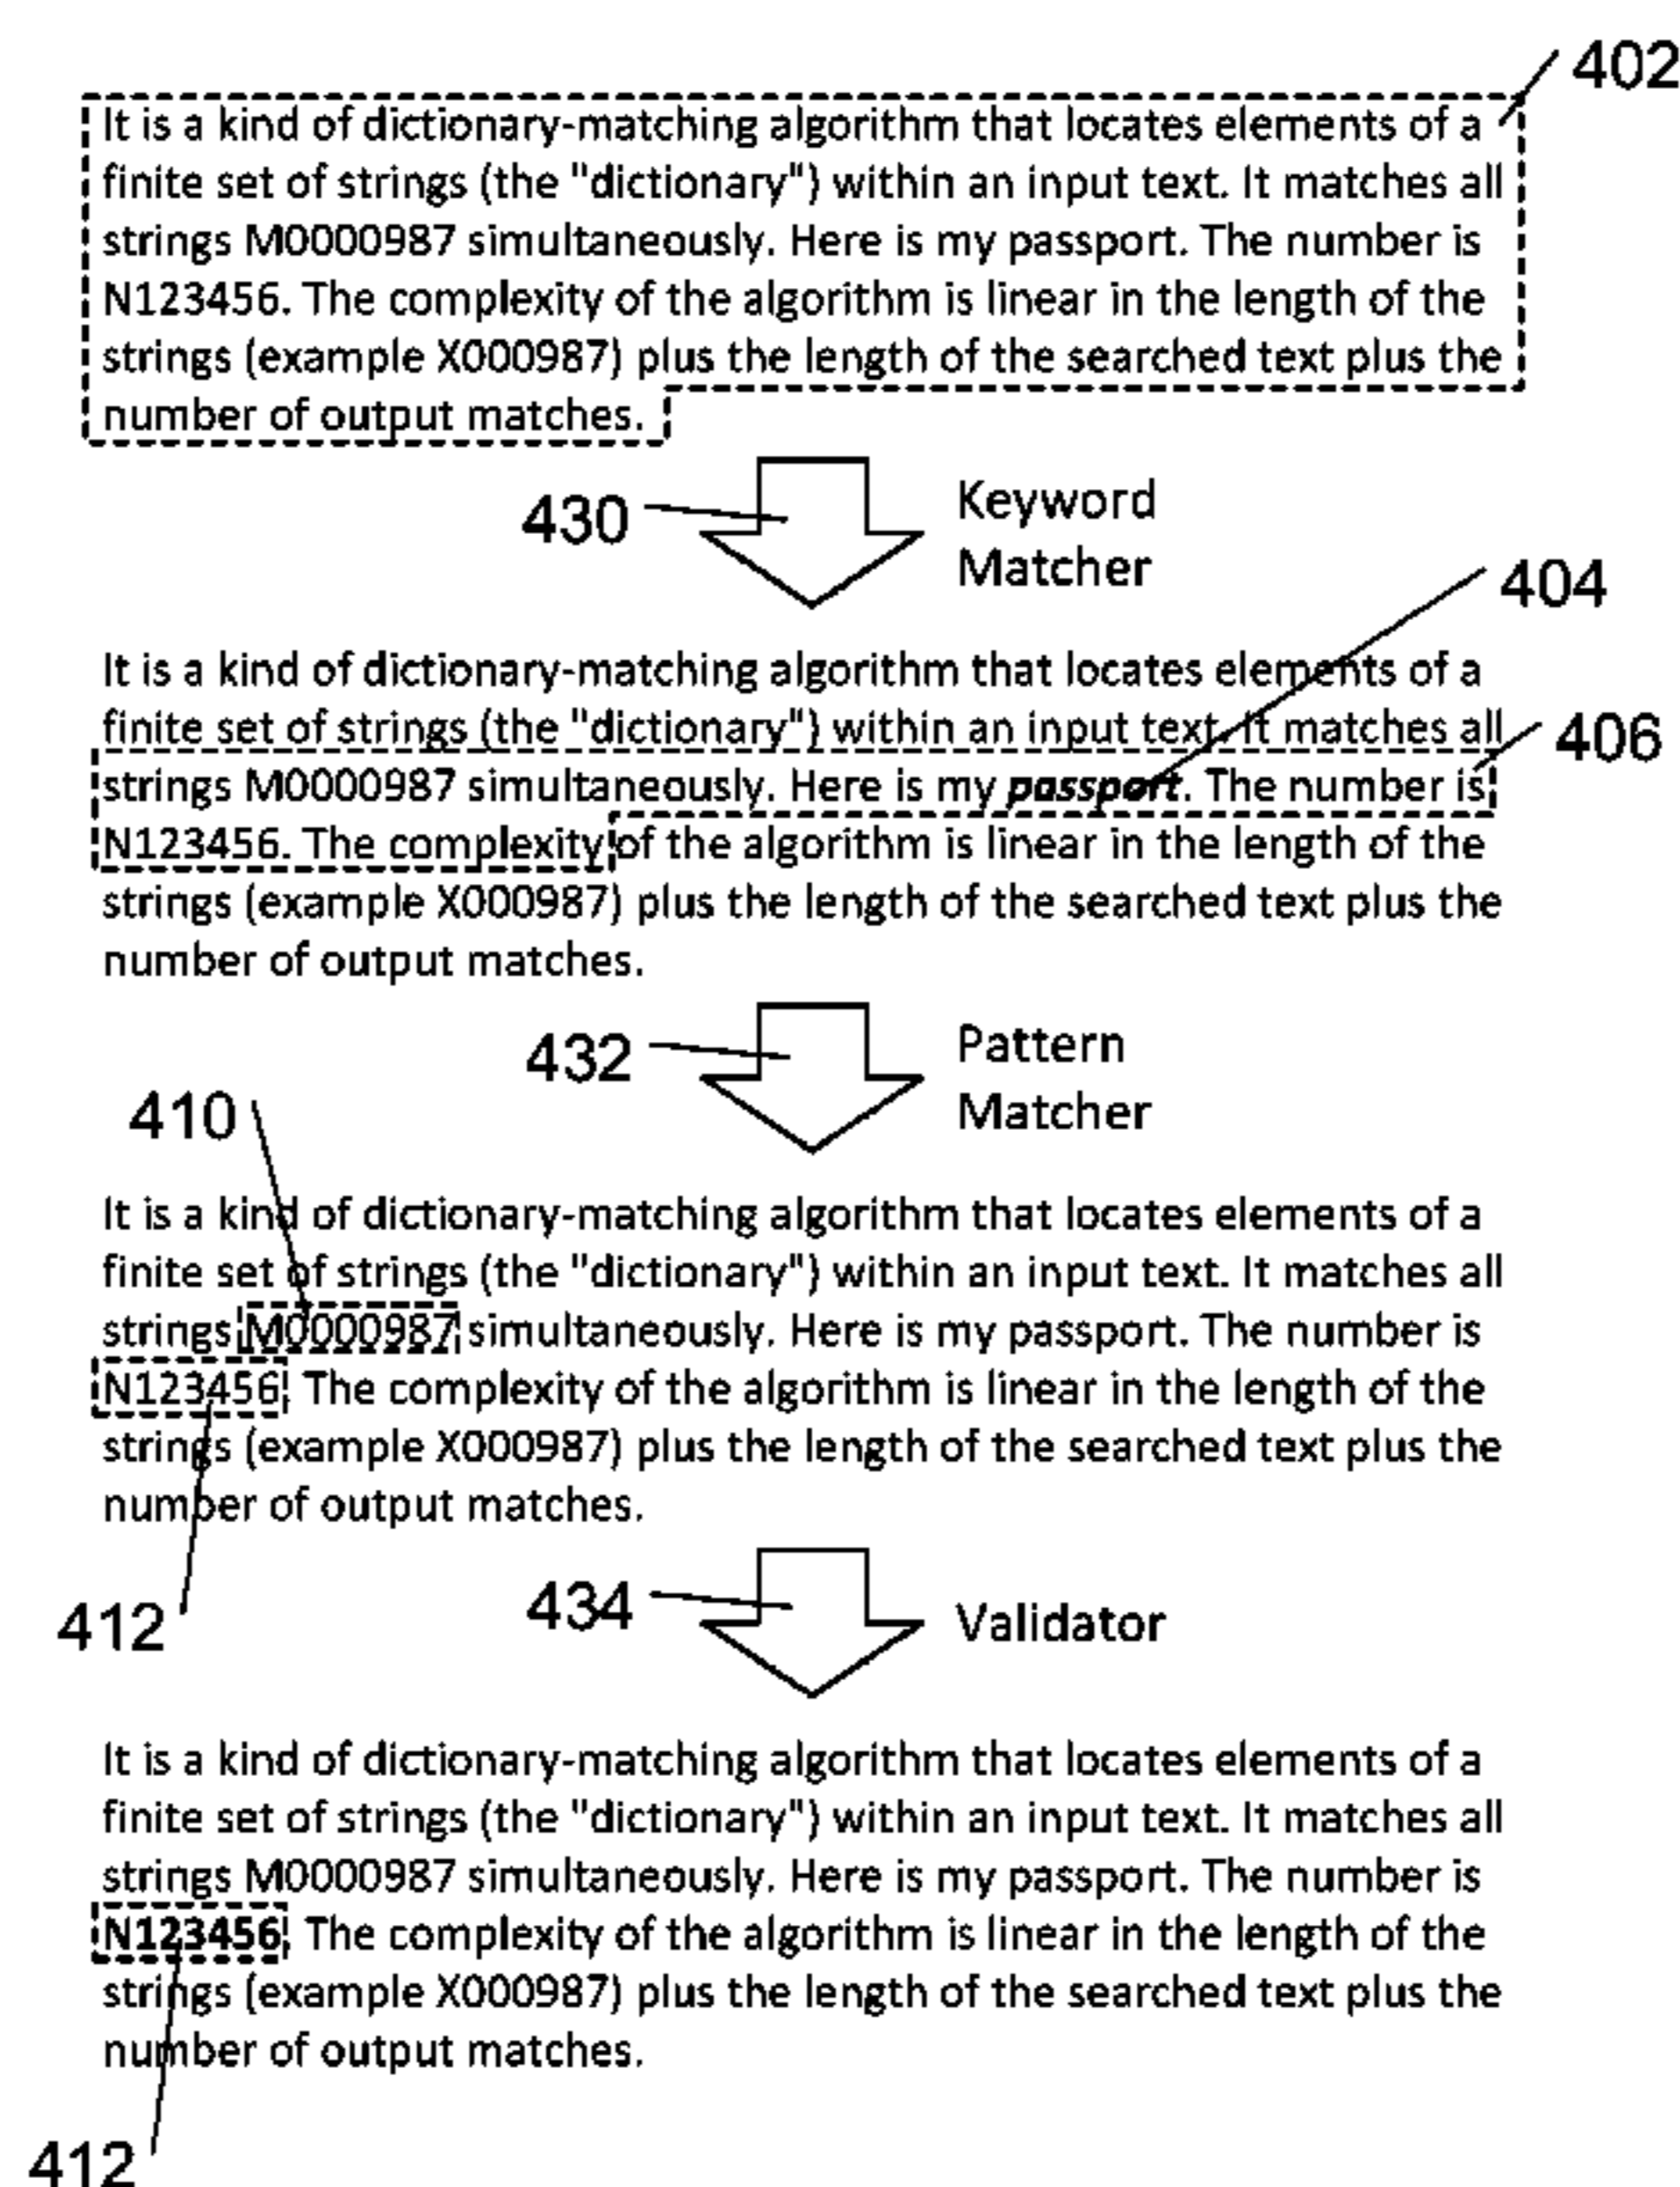 402
It is a kind of dictionary-matching algorithm that locates elements of a
finite set of strings (the "dictionary") within an input text. It matches all
strings M0000987 simultaneously. Here is my passport. The number is
N123456. The complexity of the algorithm is linear in the length of the
strings (example X000987) plus the length of the searched text plus the
number of output matches.
430
Keyword
Matcher
404
It is a kind of dictionary-matching algorithm that locates elements of a
finite set of strings (the "dictionary") within an input text. It matches all
406
strings M0000987 simultaneously. Here is my passport. The number is
N123456. The complexity of the algorithm is linear in the length of the
strings (example X000987) plus the length of the searched text plus the
number of output matches.
432
Pattern
Matcher
410
It is a kind of dictionary-matching algorithm that locates elements of a
finite set of strings (the "dictionary") within an input text. It matches all
strings M0000987 simultaneously. Here is my passport. The number is
N123456. The complexity of the algorithm is linear in the length of the
strings (example X000987) plus the length of the searched text plus the
number of output matches.
412
434
Validator
It is a kind of dictionary-matching algorithm that locates elements of a
finite set of strings (the "dictionary") within an input text. It matches all
strings M0000987 simultaneously. Here is my passport. The number is
N123456. The complexity of the algorithm is linear in the length of the
strings (example X000987) plus the length of the searched text plus the
number of output matches.
412